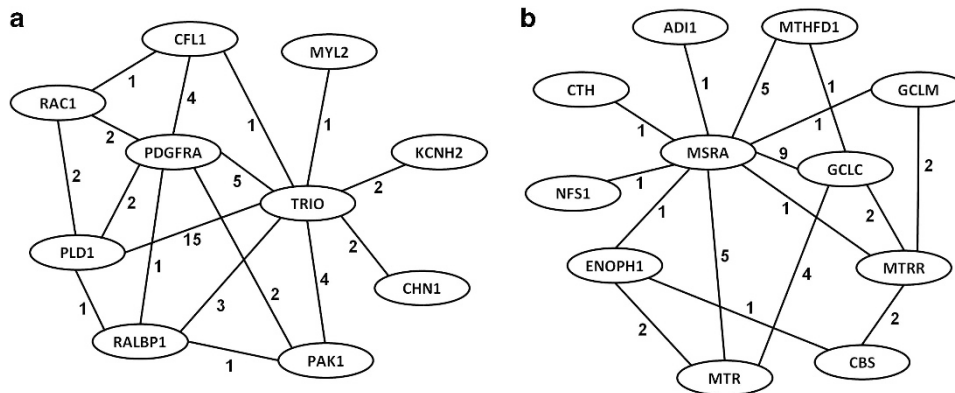 a
CFL1
MYL2
RAC1
PDGFRA
KCNH2
TRIO
PLD1
CHN1
RALBP1
PAK1
1
4
1
1
2
5
2
2
2
15
2
1
3
2
4
1
1
b
ADI1
MTHFD1
CTH
GCLM
MSRA
GCLC
NFS1
ENOPH1
MTRR
MTR
CBS
1
5
1
1
1
9
2
1
1
1
2
5
4
1
2
2